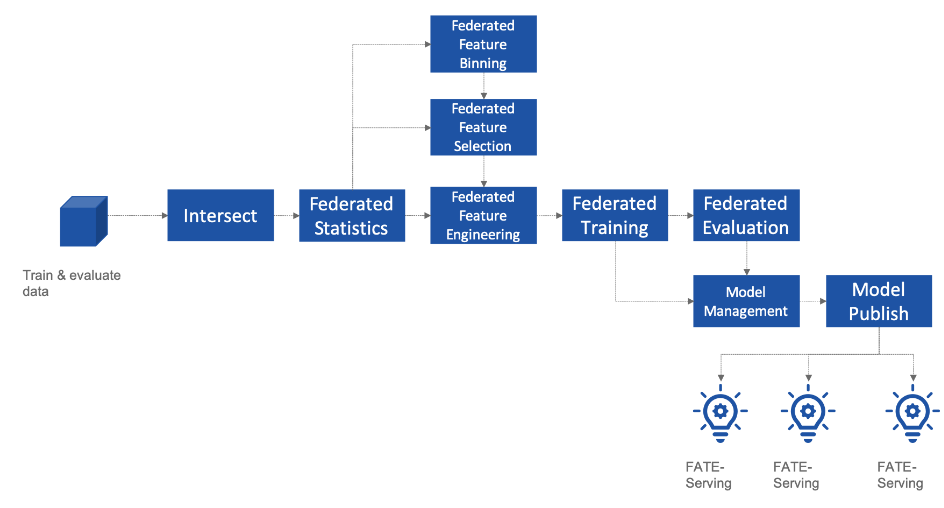 Federated
Feature
Binning
Federated
Feature
Selection
Intersect
Federated
Statistics
Federated
Feature
Engineering
Federated
Training
Federated
Evaluation
Train & evaluate
data
Model
Management
Model
Publish
FATE-
Serving
FATE-
Serving
FATE-
Serving